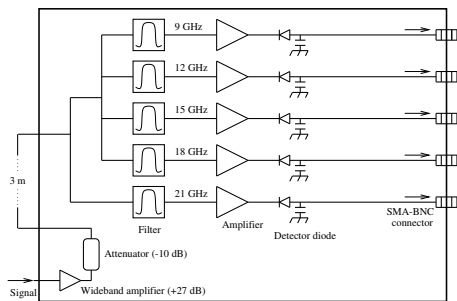 9 GHz
12 GHz
15 GHz
18 GHz
21 GHz
3 m
Filter
Amplifier
Detector diode
SMA-BNC
connector
Attenuator (-10 dB)
Signal
Wideband amplifier (+27 dB)